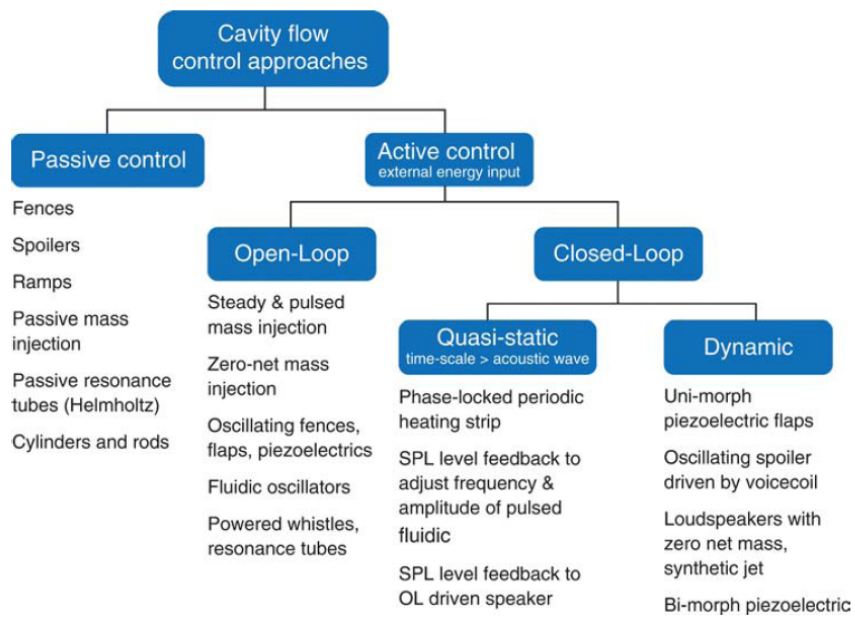 Cavity flow
control approaches
Passive control
Fences
Spoilers
Ramps
Passive mass
injection
Passive resonance
tubes (Helmholtz)
Cylinders and rods
Active control
external energy input
Open-Loop
Steady & pulsed
mass injection
Zero-net mass
injection
Oscillating fences,
flaps, piezoelectrics
Fluidic oscillators
Powered whistles,
resonance tubes
Closed-Loop
Quasi-static
time-scale > acoustic wave
Phase-locked periodic
heating strip
SPL level feedback to
adjust frequency &
amplitude of pulsed
fluidic
SPL level feedback to
OL driven speaker
Dynamic
Uni-morph
piezoelectric flaps
Oscillating spoiler
driven by voicecoil
Loudspeakers with
zero net mass,
synthetic jet
Bi-morph piezoelectric